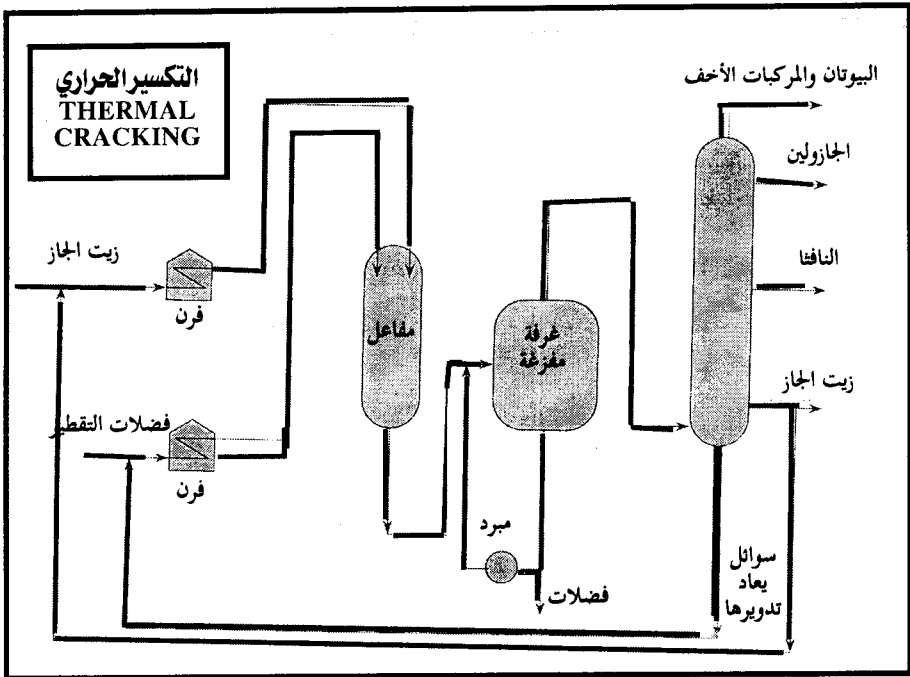 التكسير الحراري
THERMAL
CRACKING
البيوتان والمركبات الأخف
الجازولين
النافثا
زيت الجاز
زيت الجاز
فرن
مفاعل
غرفة
مفرغة
فضلات التقطير
فرن
مبرد
فضلات
سوائل
يعاد
تدويرها